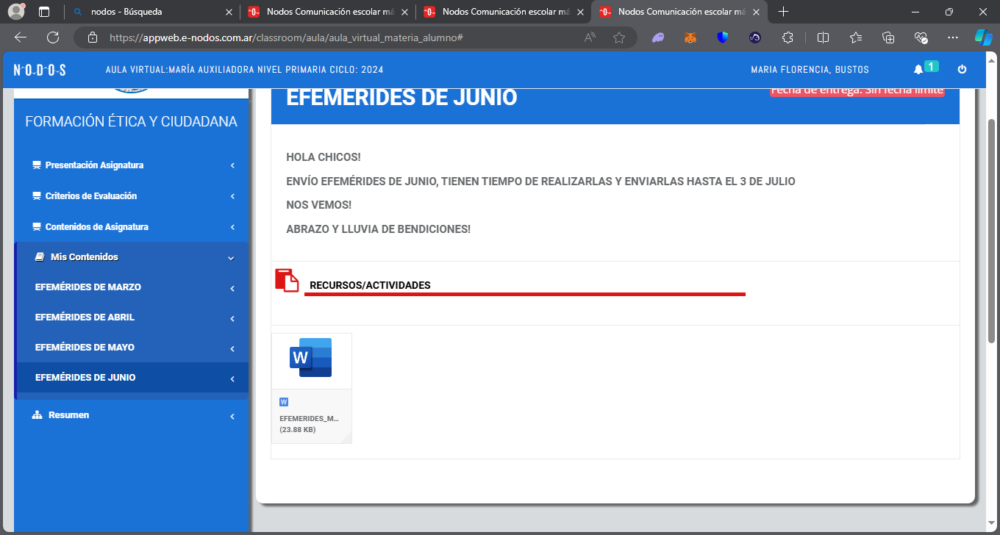 nodos - Búsqueda
Nodos Comunicación escolar má
Nodos Comunicación escolar má
Nodos Comunicación escolar má
https://appweb.e-nodos.com.ar/classroom/aula/aula_virtual_materia_alumno#
NODOS
AULA VIRTUAL:MARÍA AUXILIADORA NIVEL PRIMARIA CICLO: 2024
MARIA FLORENCIA, BUSTOS
1
FORMACIÓN ÉTICA Y CIUDADANA
Presentación Asignatura
Criterios de Evaluación
Contenidos de Asignatura
Mis Contenidos
EFEMÉRIDES DE MARZO
EFEMÉRIDES DE ABRIL
EFEMÉRIDES DE MAYO
EFEMÉRIDES DE JUNIO
Resumen
EFEMÉRIDES DE JUNIO
Fecha de entrega: Sin fecha limite
HOLA CHICOS!
ENVÍO EFEMÉRIDES DE JUNIO, TIENEN TIEMPO DE REALIZARLAS Y ENVIARLAS HASTA EL 3 DE JULIO
NOS VEMOS!
ABRAZO Y LLUVIA DE BENDICIONES!
RECURSOS/ACTIVIDADES
W
W
EFEMERIDES_M...
(23.88 KB)